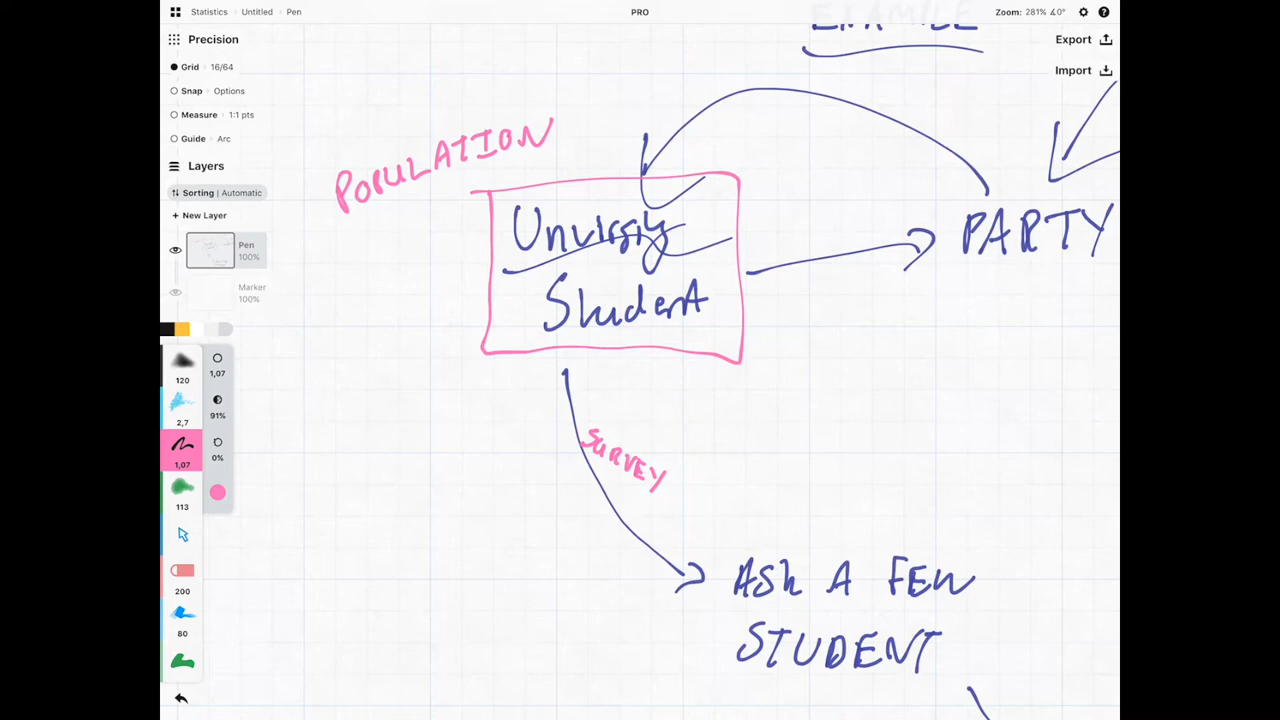 Statistics Untitled Pen
PRO
Zoom: 281% ∡0°
EXAMPLE
Precision
Export
Import
Grid 16/64
Snap Options
Measure 1:1 pts
Guide Arc
Layers
Sorting | Automatic
+ New Layer
Pen
100%
Marker
100%
120
2,7
1,07
113
200
80
1,07
91%
0%
POPULATION
Student
PARTY
SURVEY
ASk A FEW
STUDENT